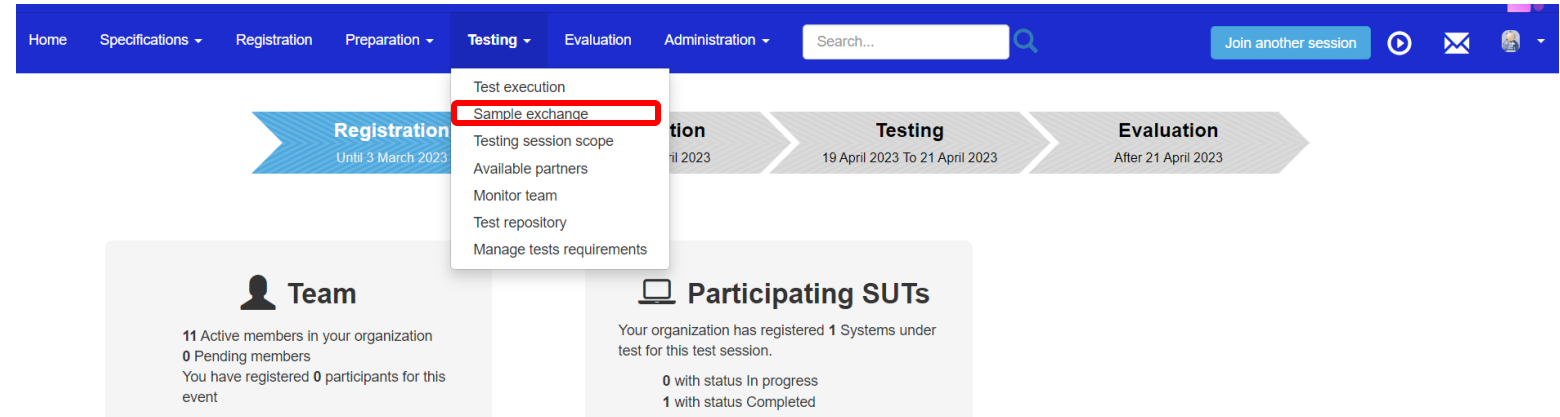 Home Specifications Registration Preparation Testing Evaluation Administration Search... Join another session
Test execution
Sample exchange
Testing session scope
Available partners
Monitor team
Test repository
Manage tests requirements
Registration
Until 3 March 2023
Testing
19 April 2023 To 21 April 2023
Evaluation
After 21 April 2023
Team
11 Active members in your organization
0 Pending members
You have registered 0 participants for this
event
Participating SUTs
Your organization has registered 1 Systems under
test for this test session.
0 with status In progress
1 with status Completed